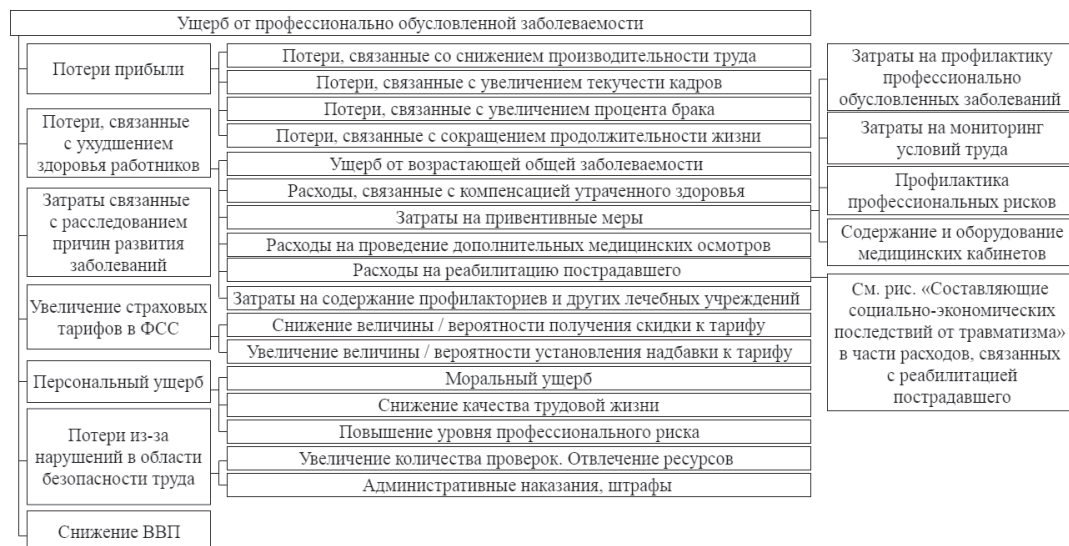 Ущерб от профессионально обусловленной заболеваемости
Потери прибыли
Потери, связанные
с ухудшением
здоровья работников
Затраты связанные
с расследованием
причин развития
заболеваний
Увеличение страховых
тарифов в ФСС
Персональный ущерб
Потери из-за
нарушений в области
безопасности труда
Снижение ВВП
Потери, связанные со снижением производительности труда
Потери, связанные с увеличением текучести кадров
Потери, связанные с увеличением процента брака
Потери, связанные с сокращением продолжительности жизни
Ущерб от возрастающей общей заболеваемости
Расходы, связанные с компенсацией утраченного здоровья
Затраты на привентивные меры
Расходы на проведение дополнительных медицинских осмотров
Расходы на реабилитацию пострадавшего
Затраты на содержание профилакториев и других лечебных учреждений
Снижение величины / вероятности получения скидки к тарифу
Увеличение величины / вероятности установления надбавки к тарифу
Моральный ущерб
Снижение качества трудовой жизни
Повышение уровня профессионального риска
Увеличение количества проверок. Отвлечение ресурсов
Административные наказания, штрафы
Затраты на профилактику
профессионально
обусловленных заболеваний
Затраты на мониторинг
условий труда
Профилактика
профессиональных рисков
Содержание и оборудование
медицинских кабинетов
См. рис. «Составляющие
социально-экономических
последствий от травматизма»
в части расходов, связанных
с реабилитацией
пострадавшего